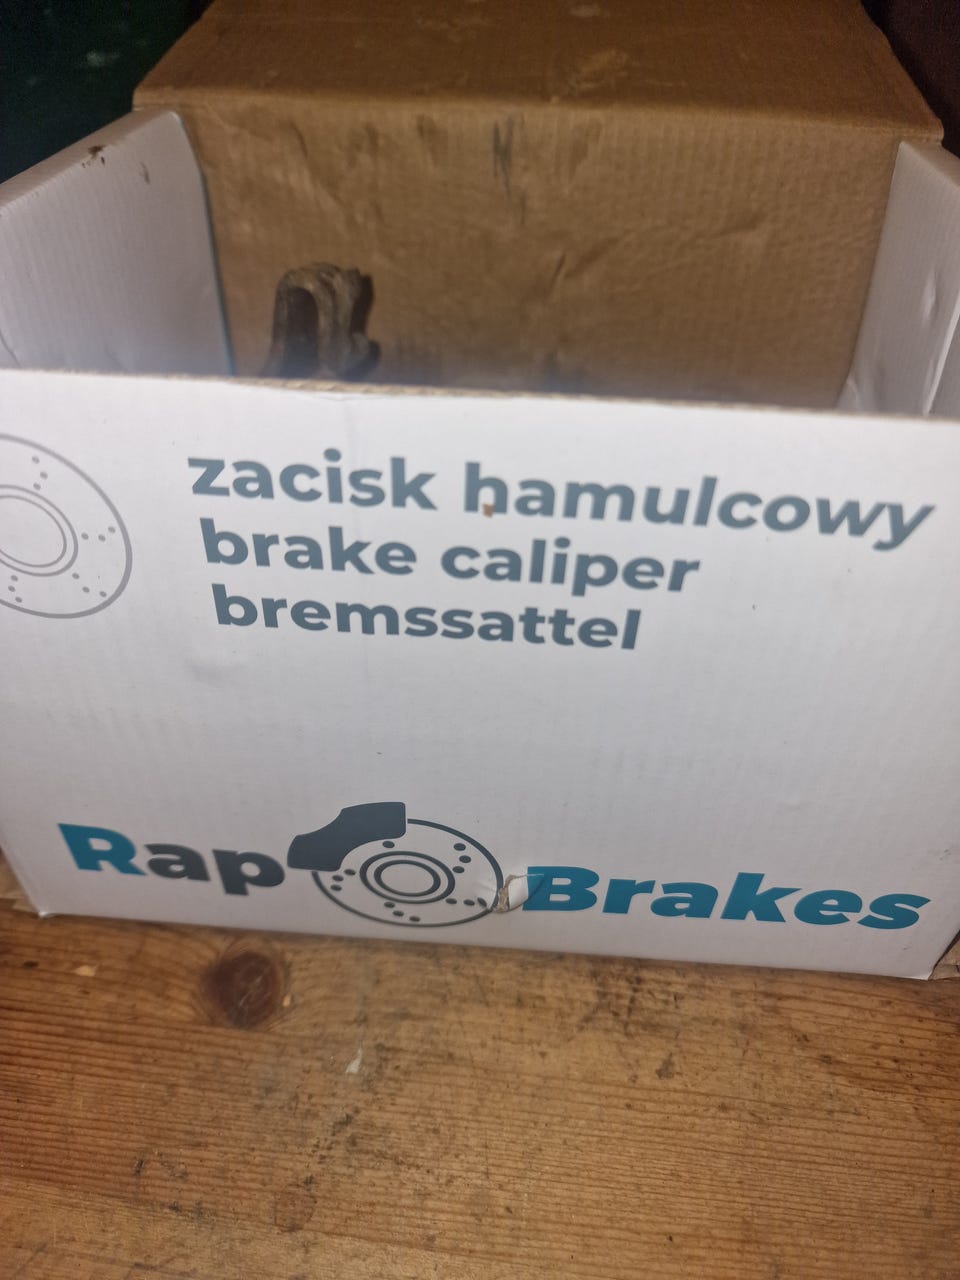 zacisk hamulcowy
brake caliper
bremssattel
Rap Brakes